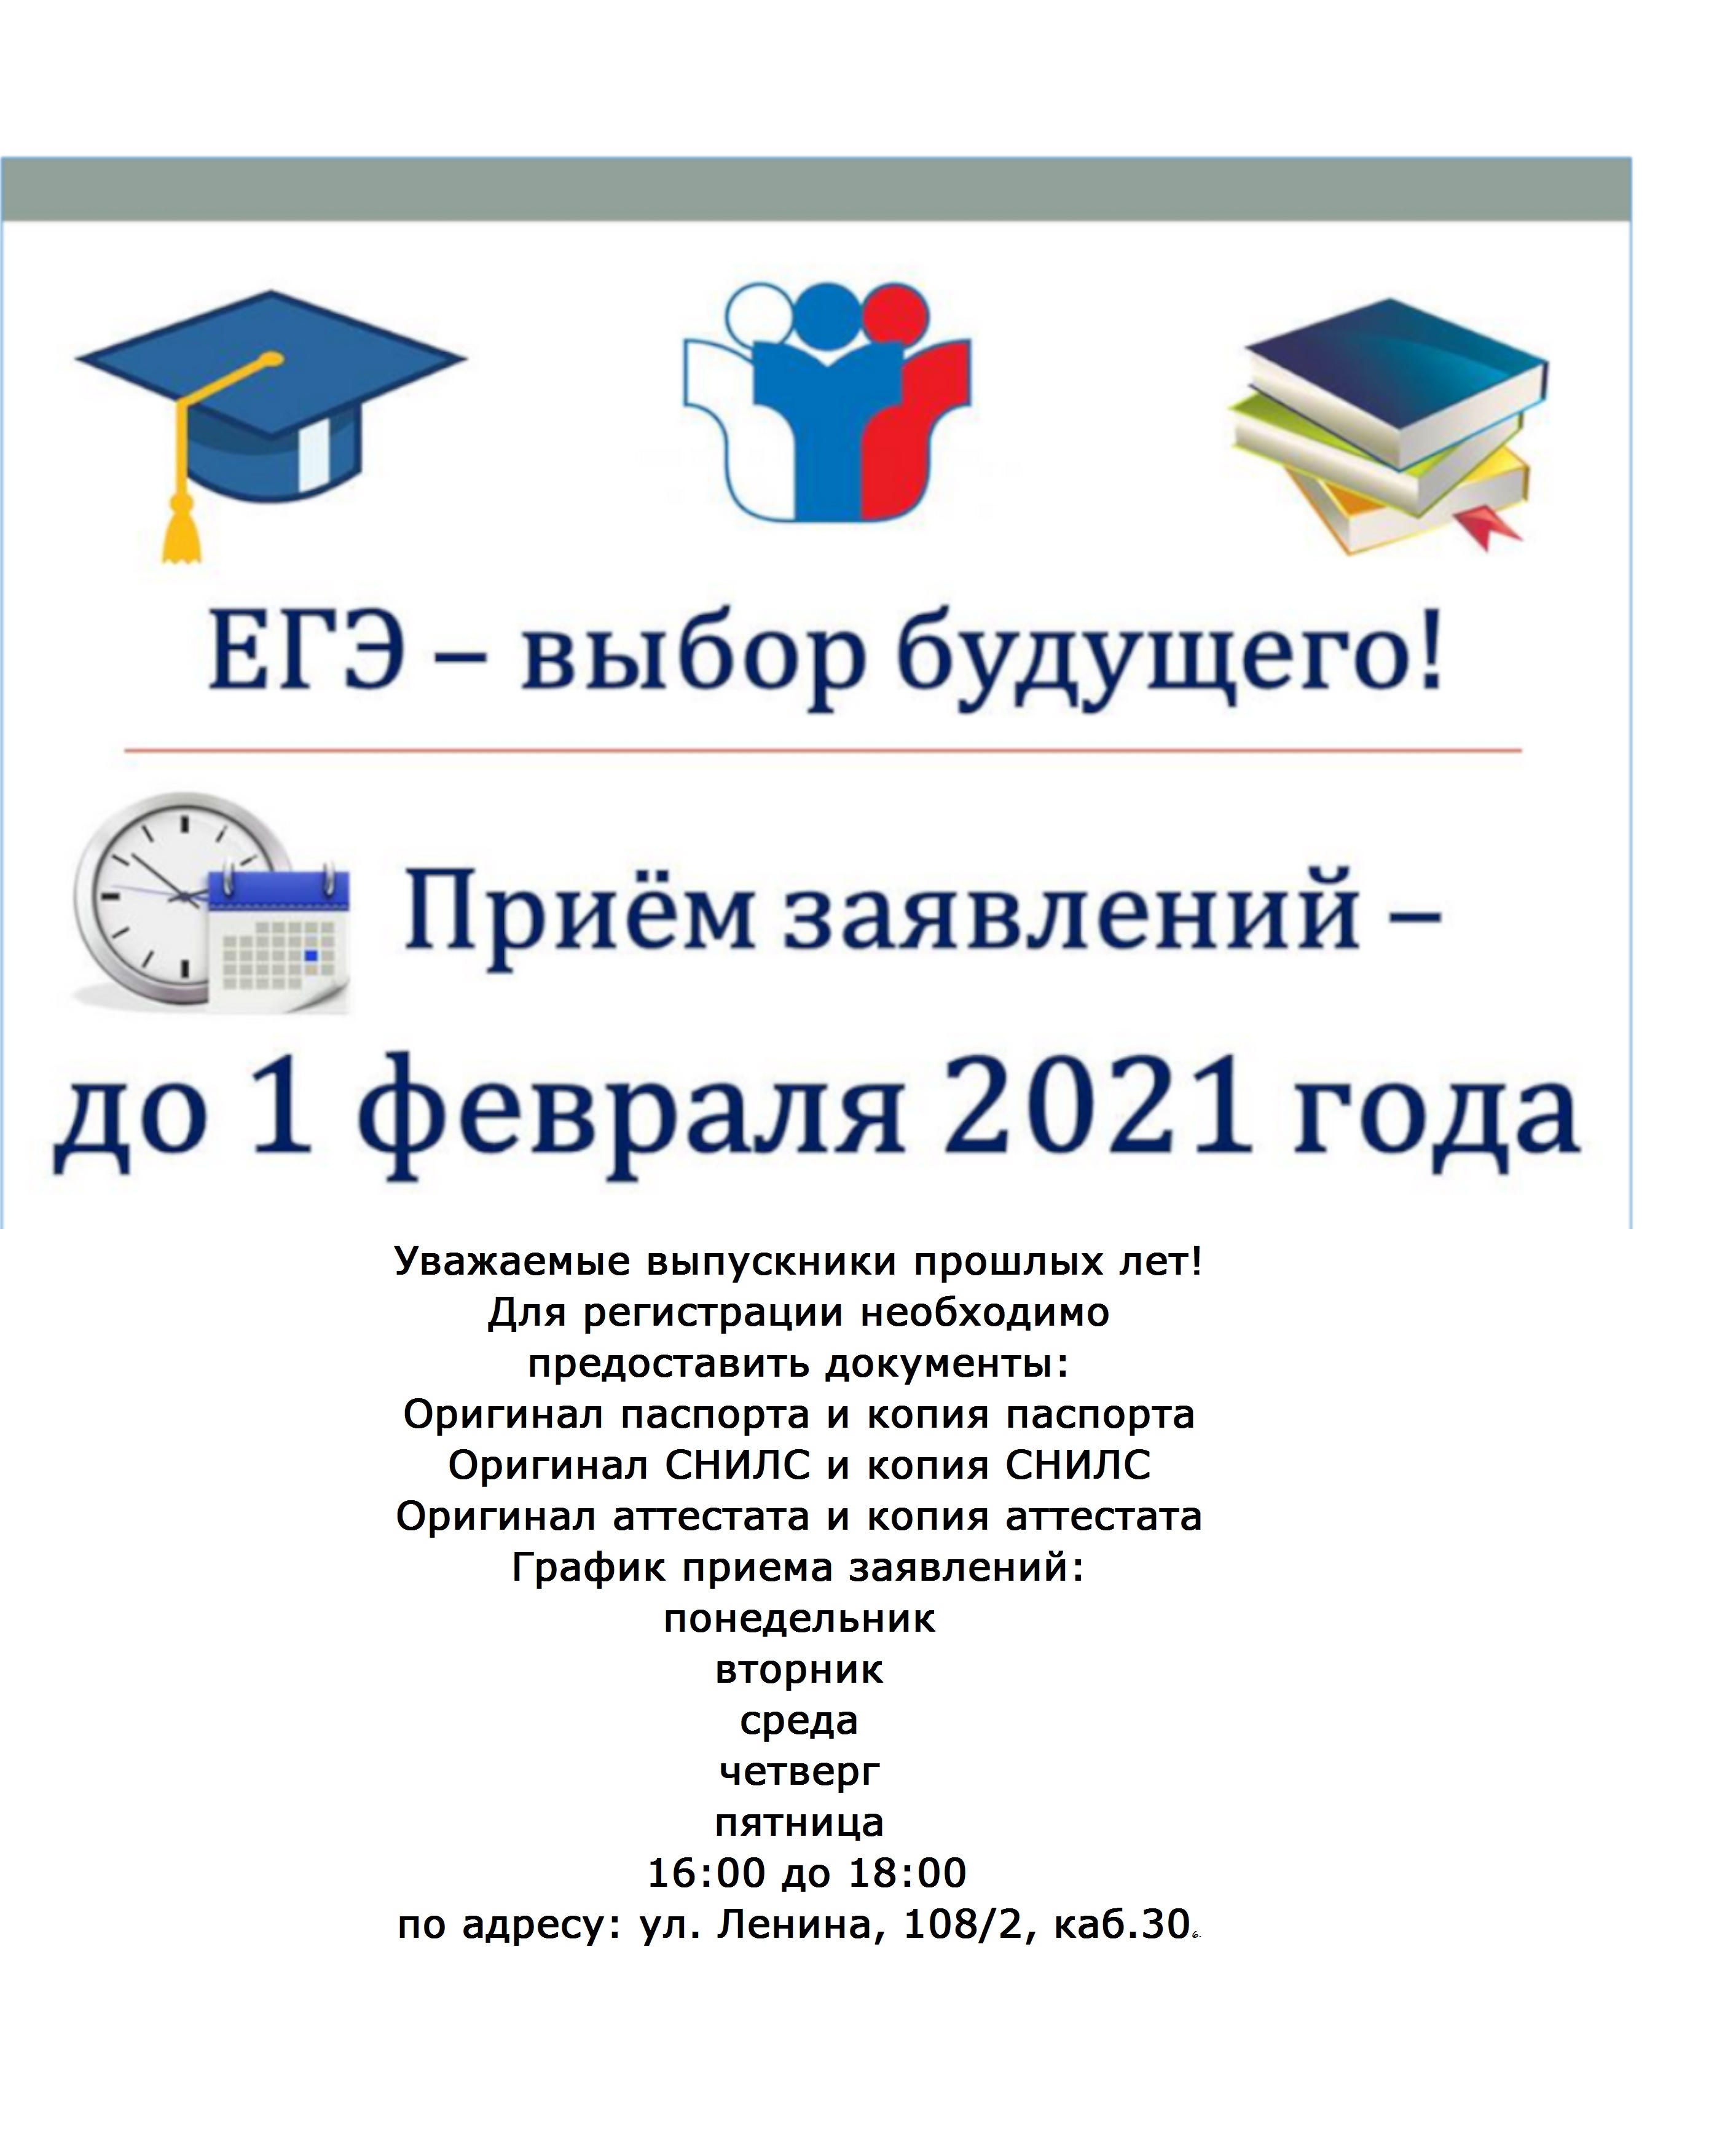 ЕГЭ – выбор будущего!
Приём заявлений –
до 1 февраля 2021 года
Уважаемые выпускники прошлых лет!
Для регистрации необходимо
предоставить документы:
Оригинал паспорта и копия паспорта
Оригинал СНИЛС и копия СНИЛС
Оригинал аттестата и копия аттестата
График приема заявлений:
понедельник
вторник
среда
четверг
пятница
16:00 до 18:00
по адресу: ул. Ленина, 108/2, каб.306.